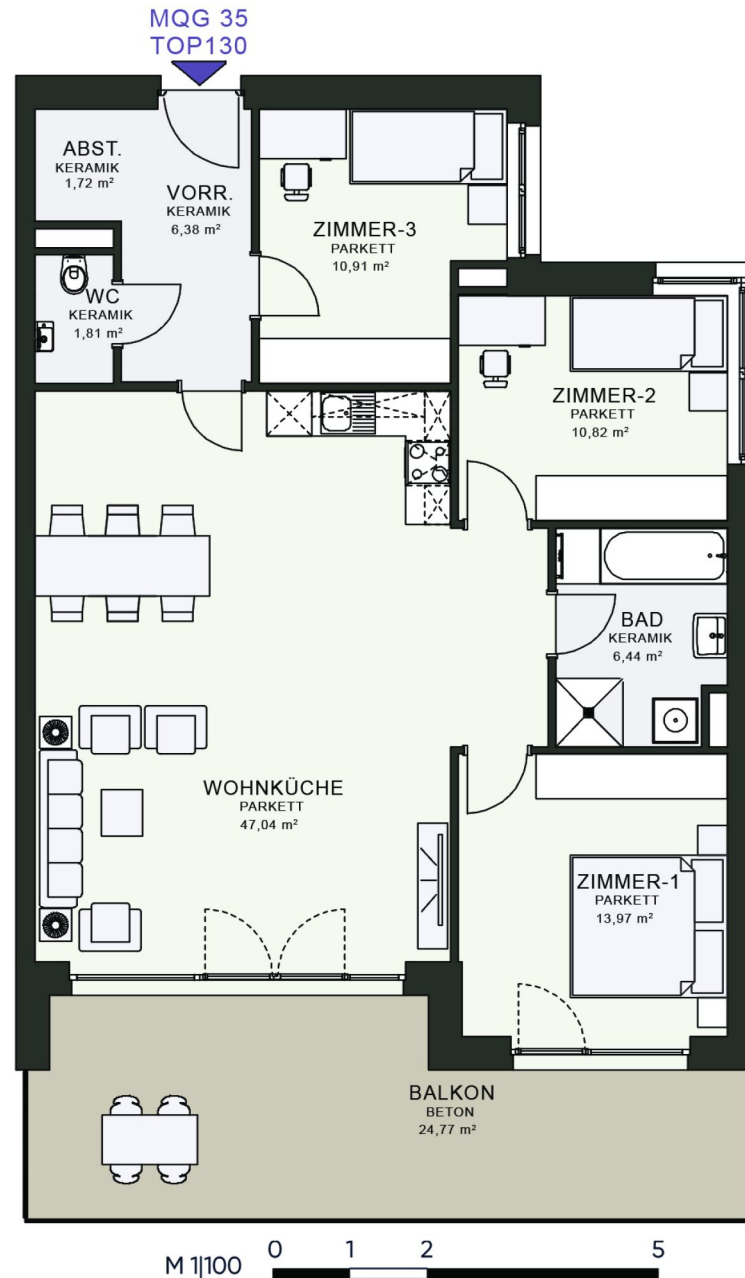 MQG 35
TOP130
ABST.
KERAMIK
1,72 m²
VORR.
KERAMIK
6,38 m²
ZIMMER-3
PARKETT
10,91 m²
WC
KERAMIK
1,81 m²
ZIMMER-2
PARKETT
10,82 m²
BAD
KERAMIK
6,44 m²
WOHNKÜCHE
PARKETT
47,04 m²
ZIMMER-1
PARKETT
13,97 m²
BALKON
BETON
24,77 m²
M 1|100 0 1 2 5